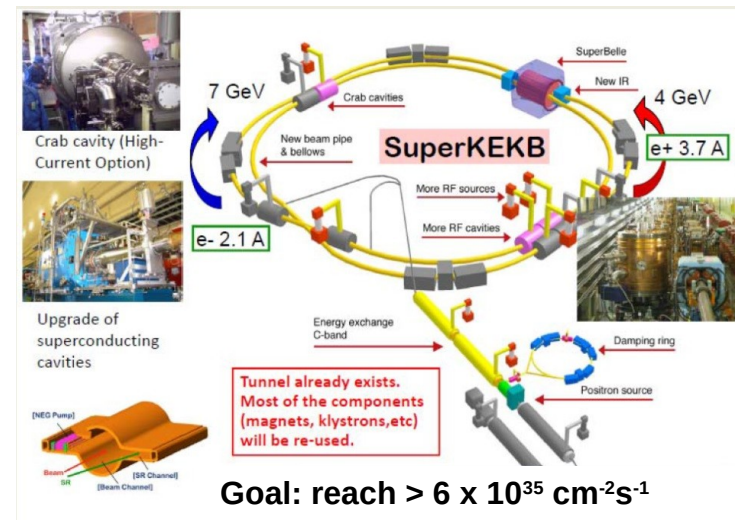 SuperBelle
New IR
7 GeV
4 GeV
Crab cavities
Crab cavity (High-
Current Option)
New beam pipe
& bellows
SuperKEKB
e+ 3.7 A
More RF sources
More RF cavities
e- 2.1 A
Upgrade of
superconducting
cavities
Energy exchange
C-band
Damping ring
Positron source
Tunnel already exists.
Most of the components
(magnets, klystrons,etc)
will be re-used.
[NEG Pump]
Beam
SR
[SR Channel]
[Beam Channel]
Goal: reach > 6 x 10³⁵ cm⁻²s⁻¹